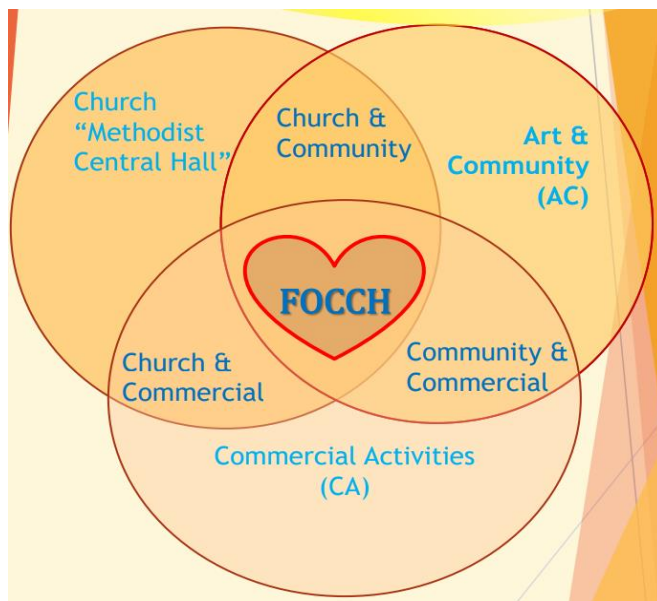 Church
“Methodist
Central Hall”
Church &
Community
Art &
Community
(AC)
FOCCH
Church &
Commercial
Community &
Commercial
Commercial Activities
(CA)